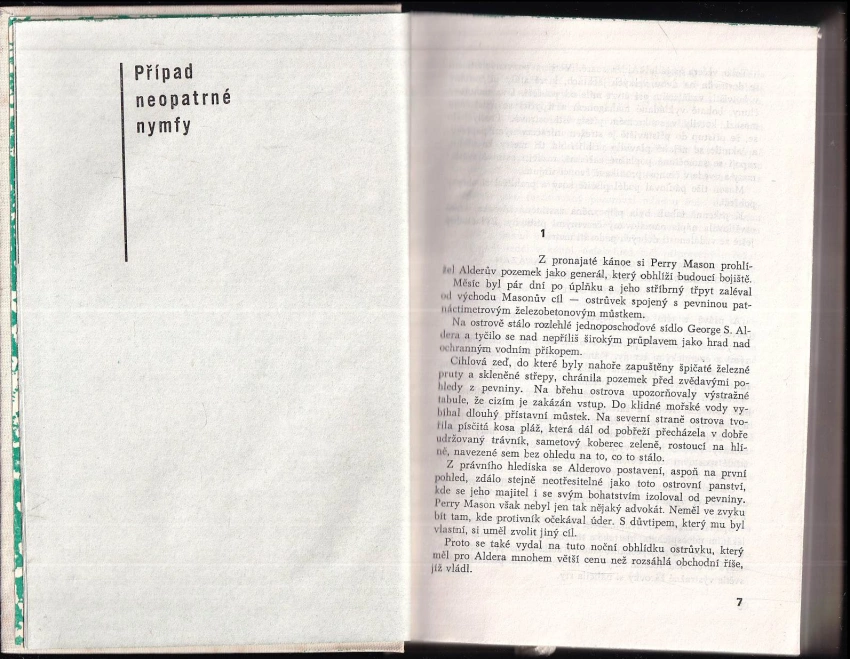 Případ
neopatrné
nymfy
1
Z pronajaté kánoe si Perry Mason prohlí-
žel Alderův pozemek jako generál, který obhlíží budoucí bojiště.
Měsíc byl pár dní po úplňku a jeho stříbrný třpyt zaléval
od východu Masonův cíl — ostrůvek spojený s pevninou pat-
náctimetrovým železobetonovým můstkem.
Na ostrově stálo rozlehlé jednoposchodové sídlo George S. Al-
dera a tyčilo se nad nepříliš širokým průplavem jako hrad nad
ochranným vodním příkopem.
Cihlová zeď, do které byly nahoře zapuštěny špičaté železné
pruty a skleněné střepy, chránila pozemek před zvědavými po-
hledy z pevniny. Na břehu ostrova upozorňovaly výstražné
tabule, že cizím je zakázán vstup. Do klidné mořské vody vy-
bíhal dlouhý přístavní můstek. Na severní straně ostrova tvo-
řila písčitá kosa pláž, která dál od pobřeží přecházela v dobře
udržovaný trávník, sametový koberec zeleně, rostoucí na hlí-
ně, navezené sem bez ohledu na to, co to stálo.
Z právního hlediska se Alderovo postavení, aspoň na první
pohled, zdálo stejně neotřesitelné jako toto ostrovní panství,
kde se jeho majitel i se svým bohatstvím izoloval od pevniny.
Perry Mason však nebyl jen tak nějaký advokát. Neměl ve zvyku
bít tam, kde protivník očekával úder. S důvtipem, který mu byl
vlastní, si uměl zvolit jiný cíl.
Proto se také vydal na tuto noční obhlídku ostrůvku, který
měl pro Aldera mnohem větší cenu než rozsáhlá obchodní říše,
jíž vládl.
7